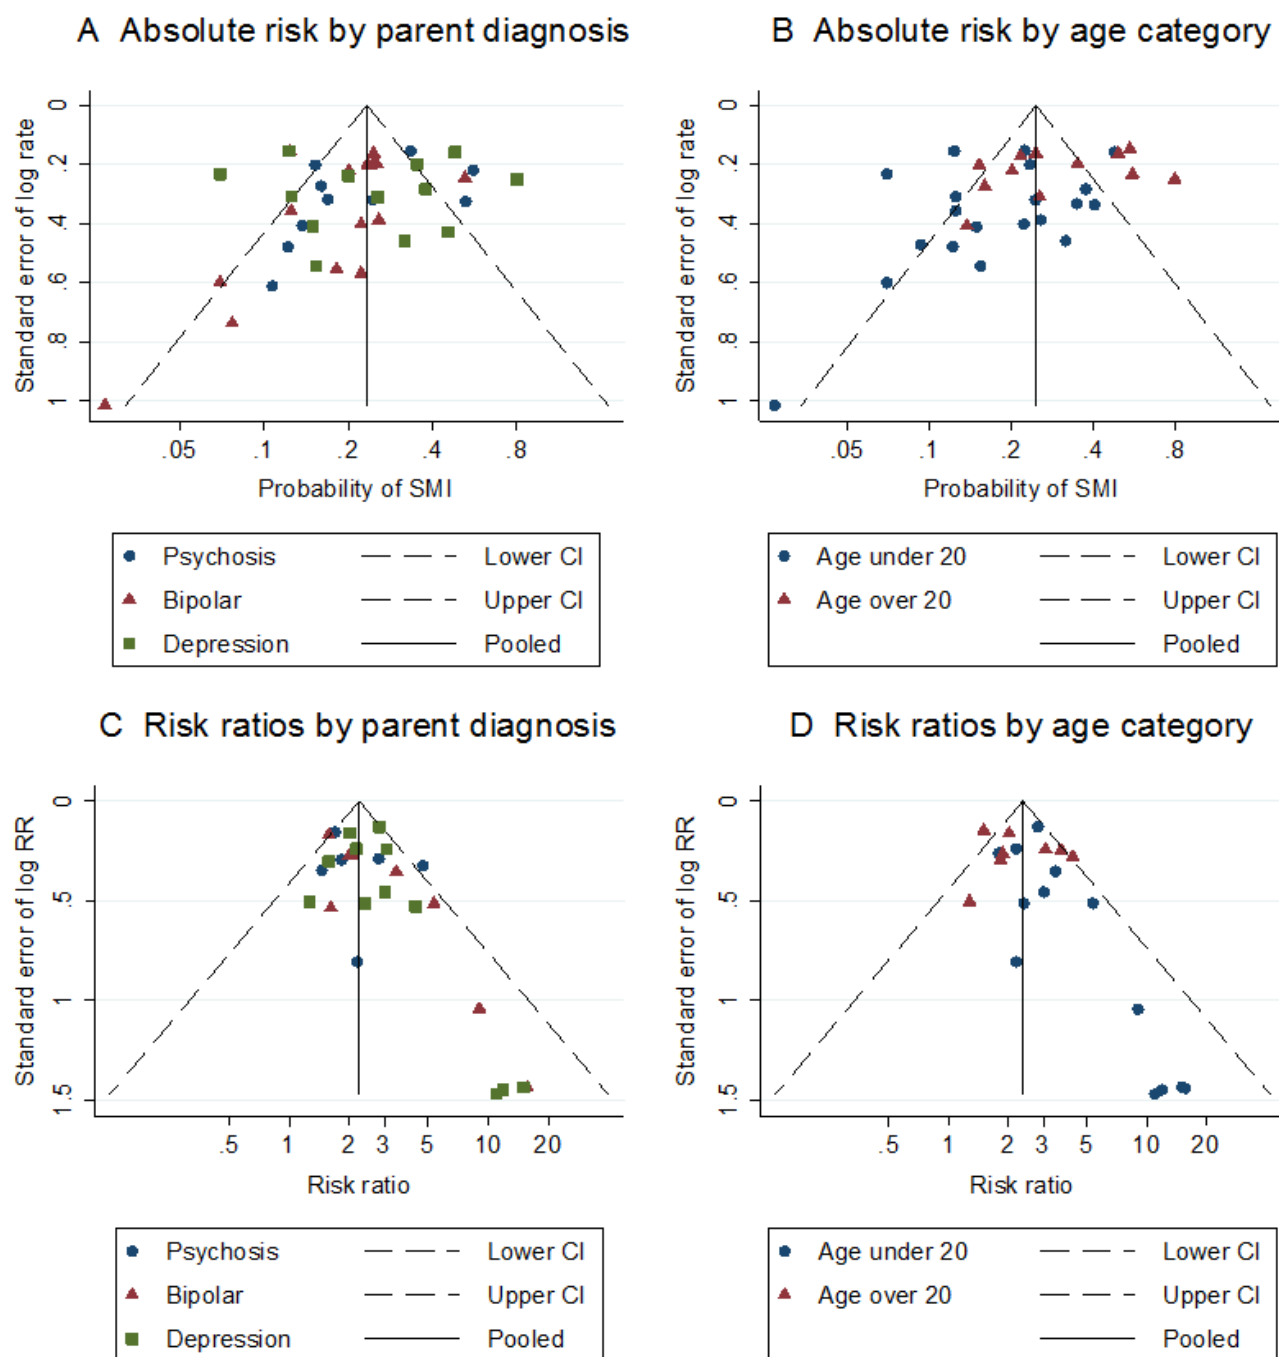 A Absolute risk by parent diagnosis
Standard error of log rate
0
.2
.4
.6
.8
1
.05 .1 .2 .4 .8
Probability of SMI
Psychosis Lower CI
Bipolar Upper CI
Depression Pooled
B Absolute risk by age category
Standard error of log rate
0
.2
.4
.6
.8
1
.05 .1 .2 .4 .8
Probability of SMI
Age under 20 Lower CI
Age over 20 Upper CI
Pooled
C Risk ratios by parent diagnosis
Standard error of log RR
0
.5
1
1.5
.5 1 2 3 5 10 20
Risk ratio
Psychosis Lower CI
Bipolar Upper CI
Depression Pooled
D Risk ratios by age category
Standard error of log RR
0
.5
1
1.5
.5 1 2 3 5 10 20
Risk ratio
Age under 20 Lower CI
Age over 20 Upper CI
Pooled